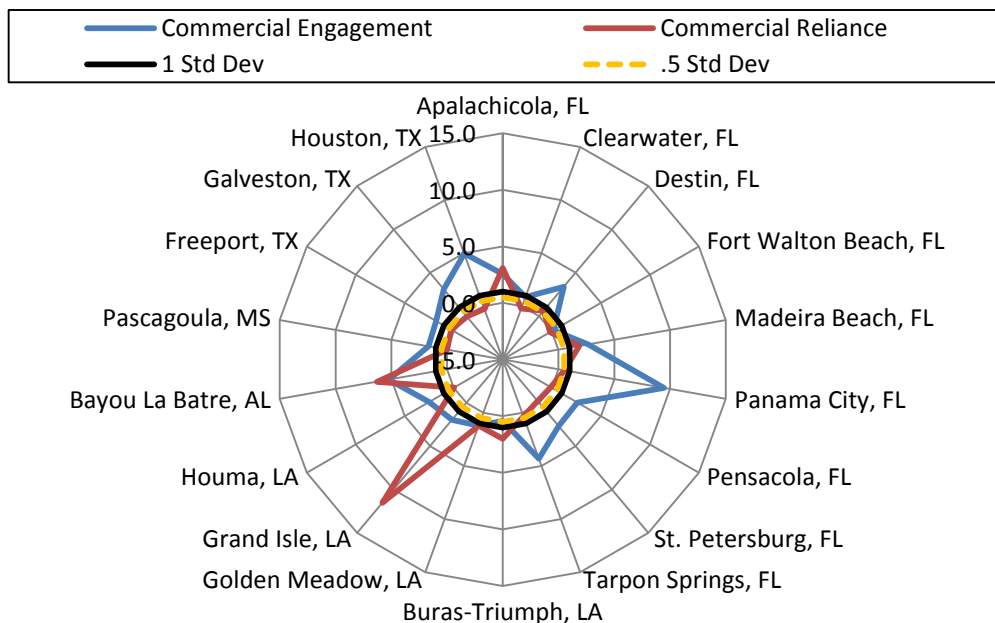 Commercial Engagement Commercial Reliance
1 Std Dev .5 Std Dev
Apalachicola, FL
Houston, TX 15.0 Clearwater, FL
Galveston, TX 10.0 Destin, FL
Freeport, TX 5.0 Fort Walton Beach, FL
Pascagoula, MS 0.0 Madeira Beach, FL
-5.0
Bayou La Batre, AL Panama City, FL
Houma, LA Pensacola, FL
Grand Isle, LA St. Petersburg, FL
Golden Meadow, LA Tarpon Springs, FL
Buras-Triumph, LA